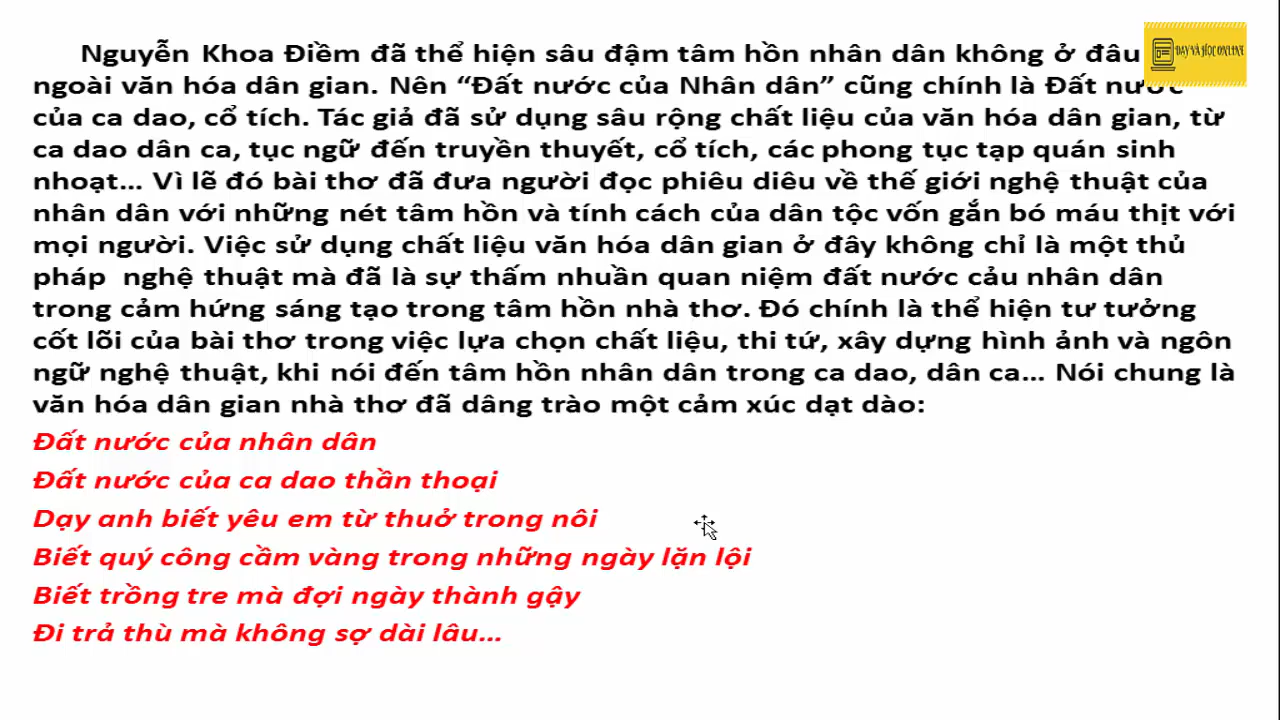 Nguyễn Khoa Điềm đã thể hiện sâu đậm tâm hồn nhân dân không ở đâu
ngoài văn hóa dân gian. Nên “Đất nước của Nhân dân” cũng chính là Đất nước
của ca dao, cổ tích. Tác giả đã sử dụng sâu rộng chất liệu của văn hóa dân gian, từ
ca dao dân ca, tục ngữ đến truyền thuyết, cổ tích, các phong tục tạp quán sinh
nhoạt... Vì lẽ đó bài thơ đã đưa người đọc phiêu diêu về thế giới nghệ thuật của
nhân dân với những nét tâm hồn và tính cách của dân tộc vốn gắn bó máu thịt với
mọi người. Việc sử dụng chất liệu văn hóa dân gian ở đây không chỉ là một thủ
pháp  nghệ thuật mà đã là sự thấm nhuần quan niệm đất nước cảu nhân dân
trong cảm hứng sáng tạo trong tâm hồn nhà thơ. Đó chính là thể hiện tư tưởng
cốt lõi của bài thơ trong việc lựa chọn chất liệu, thi tứ, xây dựng hình ảnh và ngôn
ngữ nghệ thuật, khi nói đến tâm hồn nhân dân trong ca dao, dân ca... Nói chung là
văn hóa dân gian nhà thơ đã dâng trào một cảm xúc dạt dào:
Đất nước của nhân dân
Đất nước của ca dao thần thoại
Dạy anh biết yêu em từ thuở trong nôi
Biết quý công cầm vàng trong những ngày lặn lội
Biết trồng tre mà đợi ngày thành gậy
Đi trả thù mà không sợ dài lâu...
DẠY VÀ HỌC ONLINE